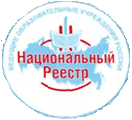 ВЕДУЩИЕ ОБРАЗОВАТЕЛЬНЫЕ УЧРЕЖДЕНИЯ РОССИИ
Национальный
Реестр